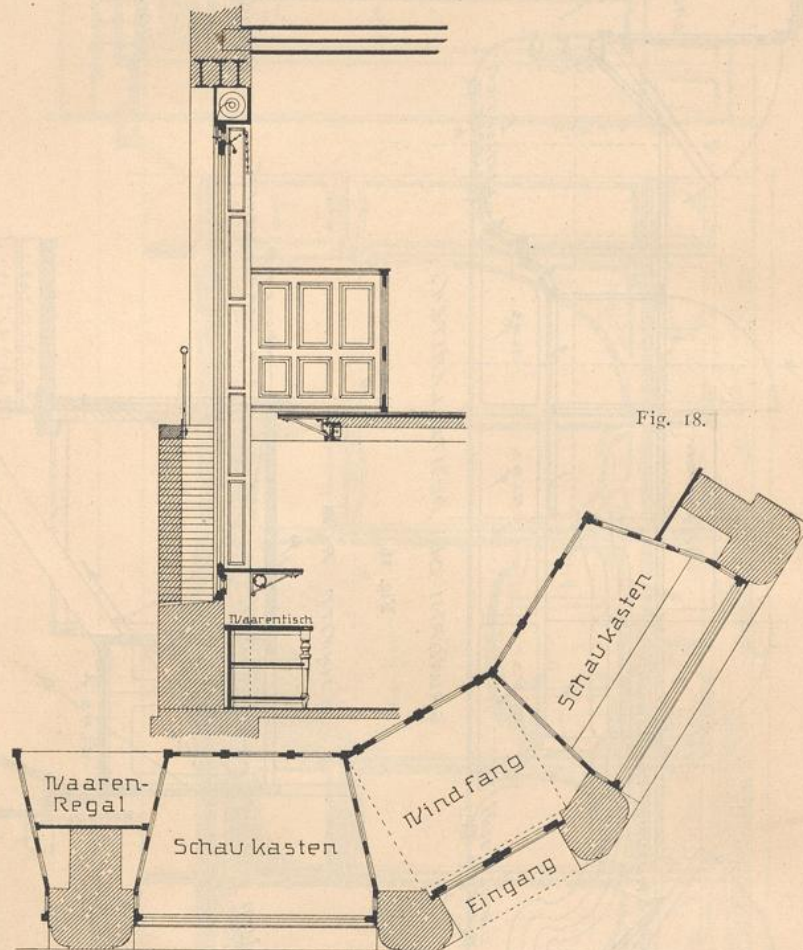 Fig. 18.
Waarentisch
Schaukasten
Waaren-
Regal
Windfang
Schaukasten
Eingang